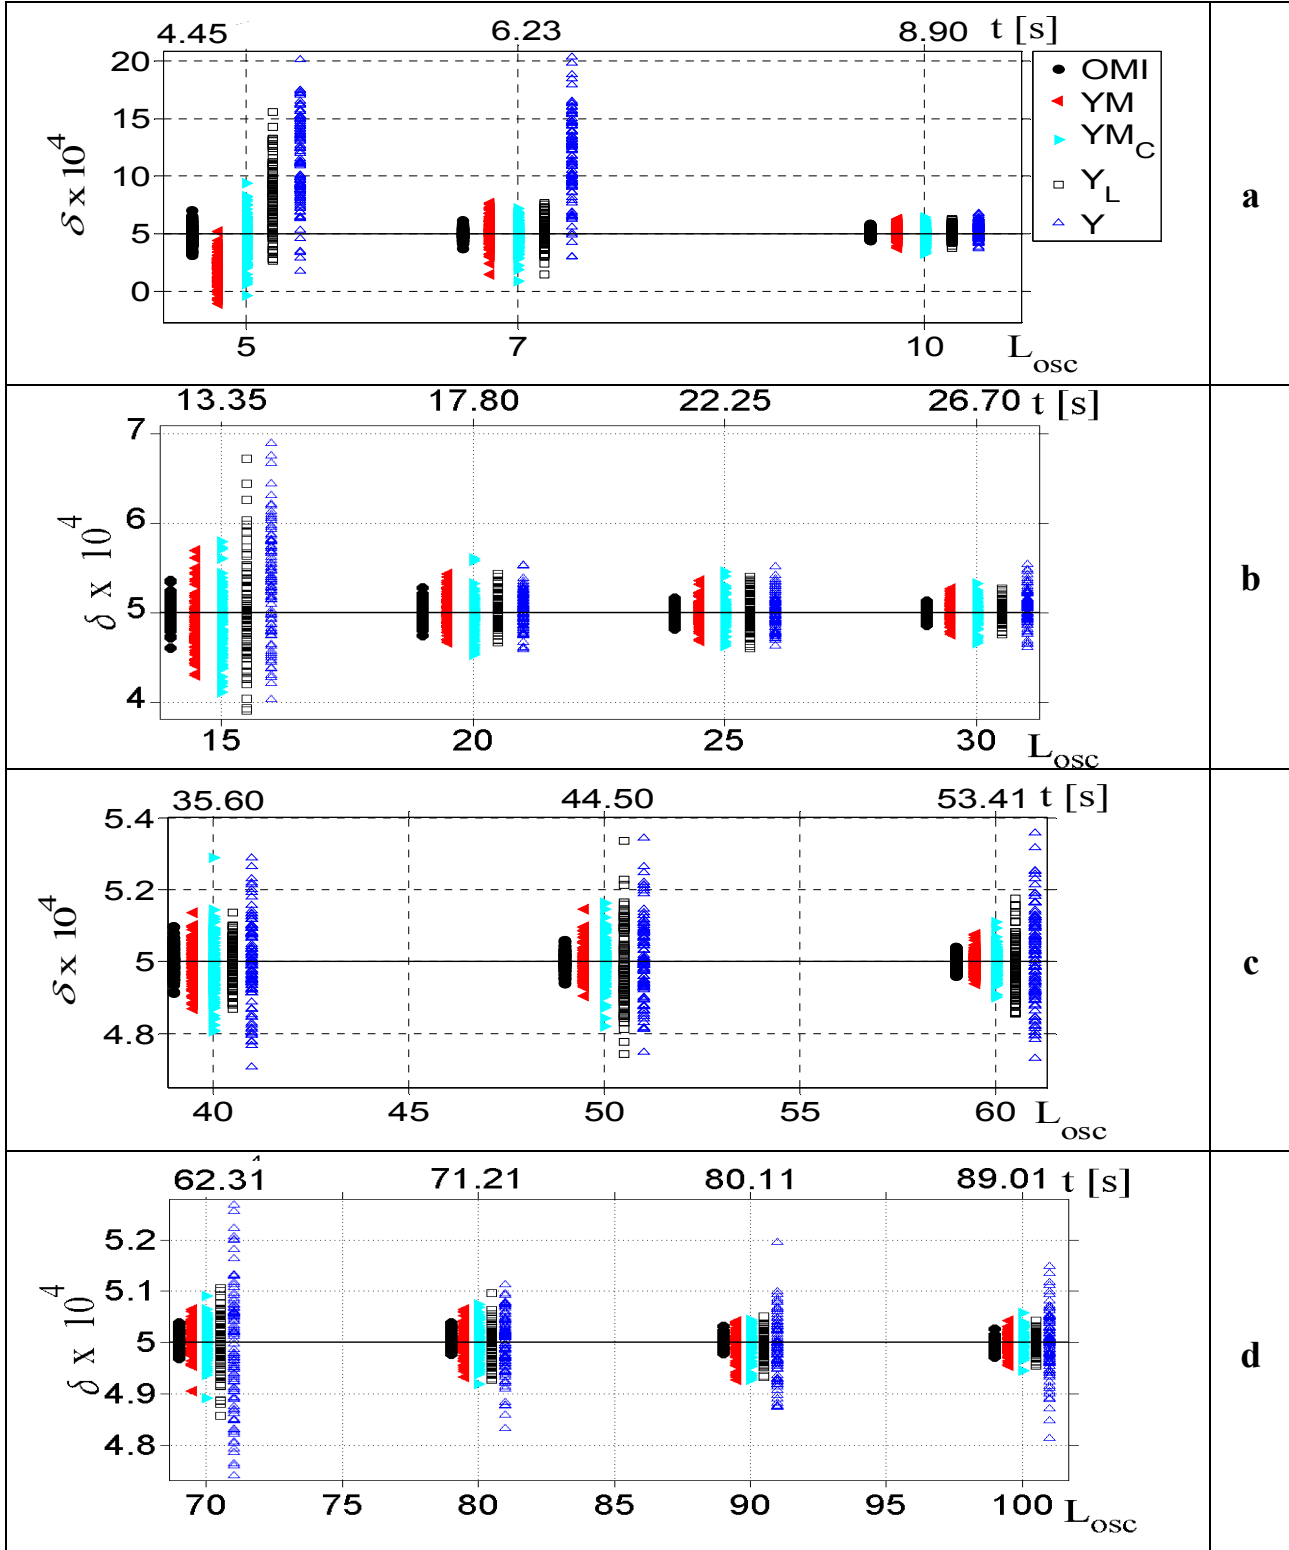 4.45 6.23 8.90 t [s]
20
15
10
5
0
δ x 10^4
OMI
YM
YM_C
Y_L
Y
a
5 7 10 L_osc
13.35 17.80 22.25 26.70 t [s]
7
6
5
4
δ x 10^4
b
15 20 25 30 L_osc
35.60 44.50 53.41 t [s]
5.4
5.2
5
4.8
δ x 10^4
c
40 45 50 55 60 L_osc
62.31 71.21 80.11 89.01 t [s]
5.2
5.1
5
4.9
4.8
δ x 10^4
d
70 75 80 85 90 95 100 L_osc